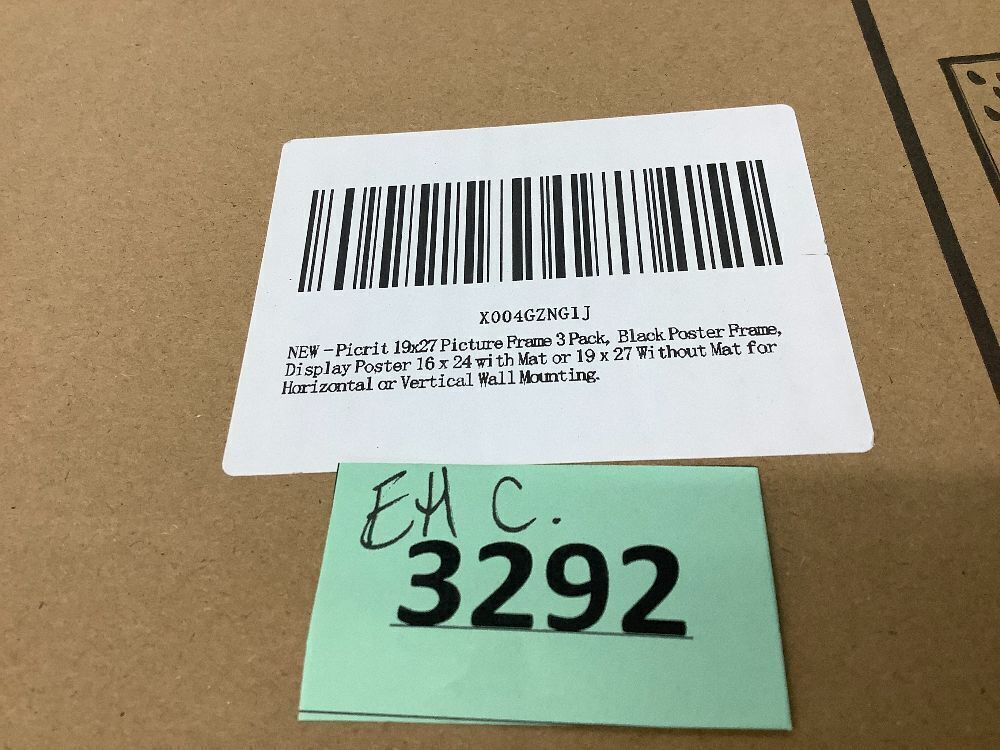 X004GZNG1J
NEW - Picrit 19x27 Picture Frame 3 Pack, Black Poster Frame,
Display Poster 16 x 24 with Mat or 19 x 27 Without Mat for
Horizontal or Vertical Wall Mounting.
EH C.
3292